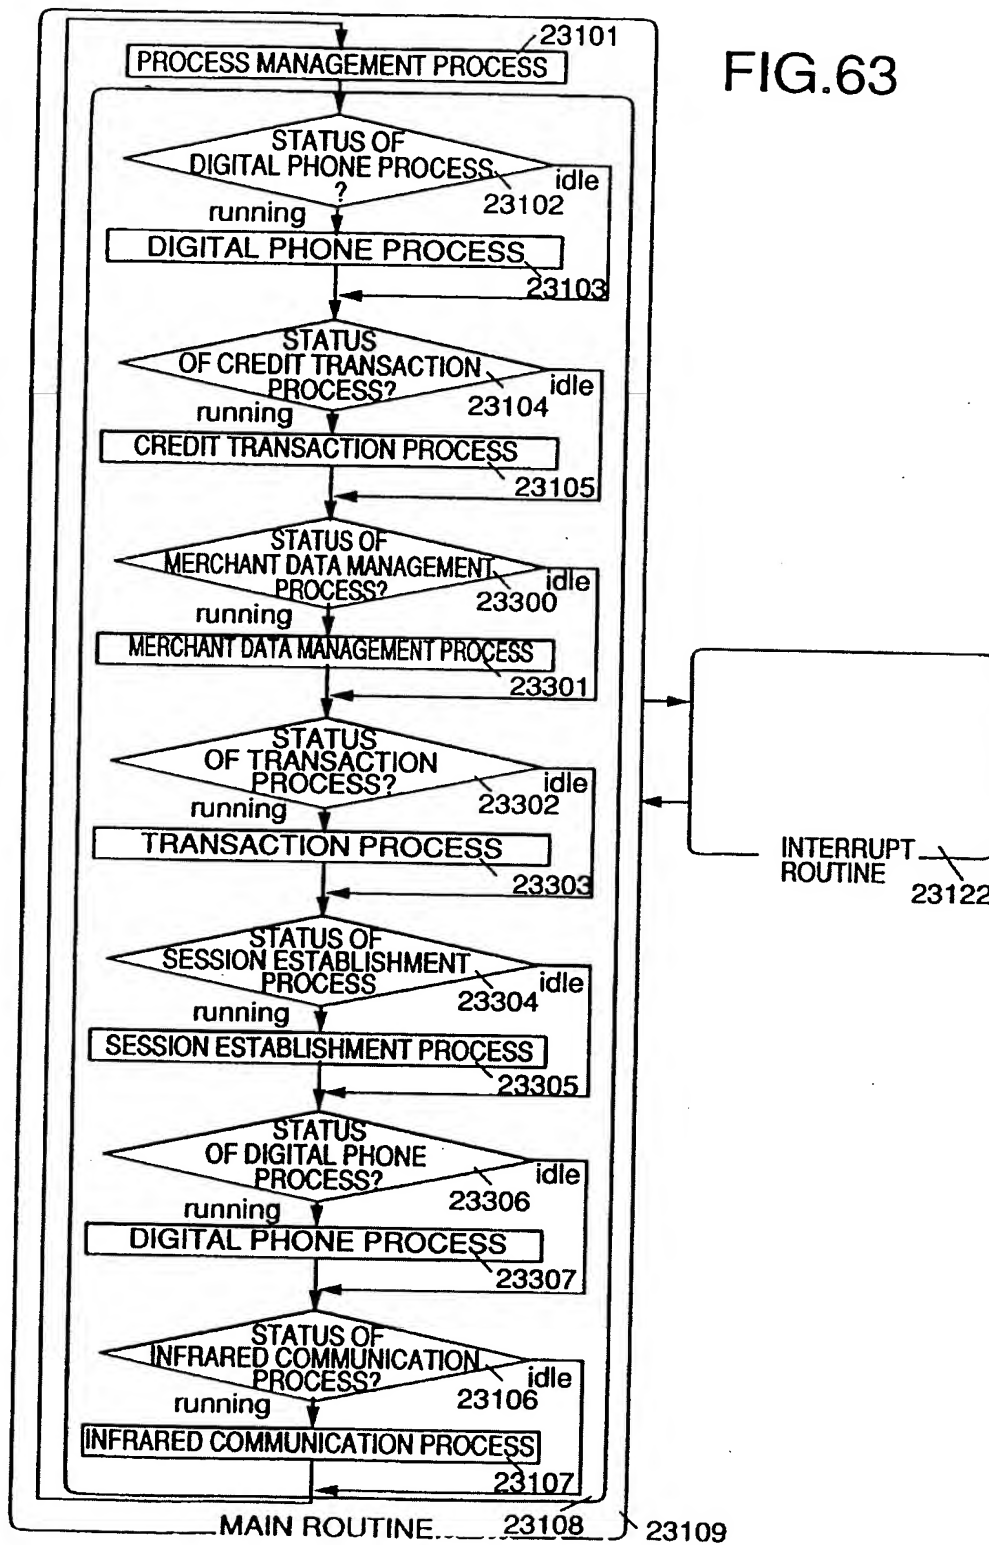 FIG.63
23101
PROCESS MANAGEMENT PROCESS
STATUS OF
DIGITAL PHONE PROCESS
?
23102
idle
running
DIGITAL PHONE PROCESS
23103
STATUS
OF CREDIT TRANSACTION
PROCESS?
23104
idle
running
CREDIT TRANSACTION PROCESS
23105
STATUS OF
MERCHANT DATA MANAGEMENT
PROCESS?
23300
idle
running
MERCHANT DATA MANAGEMENT PROCESS
23301
STATUS
OF TRANSACTION
PROCESS?
23302
idle
running
TRANSACTION PROCESS
23303
INTERRUPT
ROUTINE
23122
STATUS OF
SESSION ESTABLISHMENT
PROCESS
23304
idle
running
SESSION ESTABLISHMENT PROCESS
23305
STATUS
OF DIGITAL PHONE
PROCESS?
23306
idle
running
DIGITAL PHONE PROCESS
23307
STATUS OF
INFRARED COMMUNICATION
PROCESS?
23106
idle
running
INFRARED COMMUNICATION PROCESS
23107
23108
MAIN ROUTINE
23109